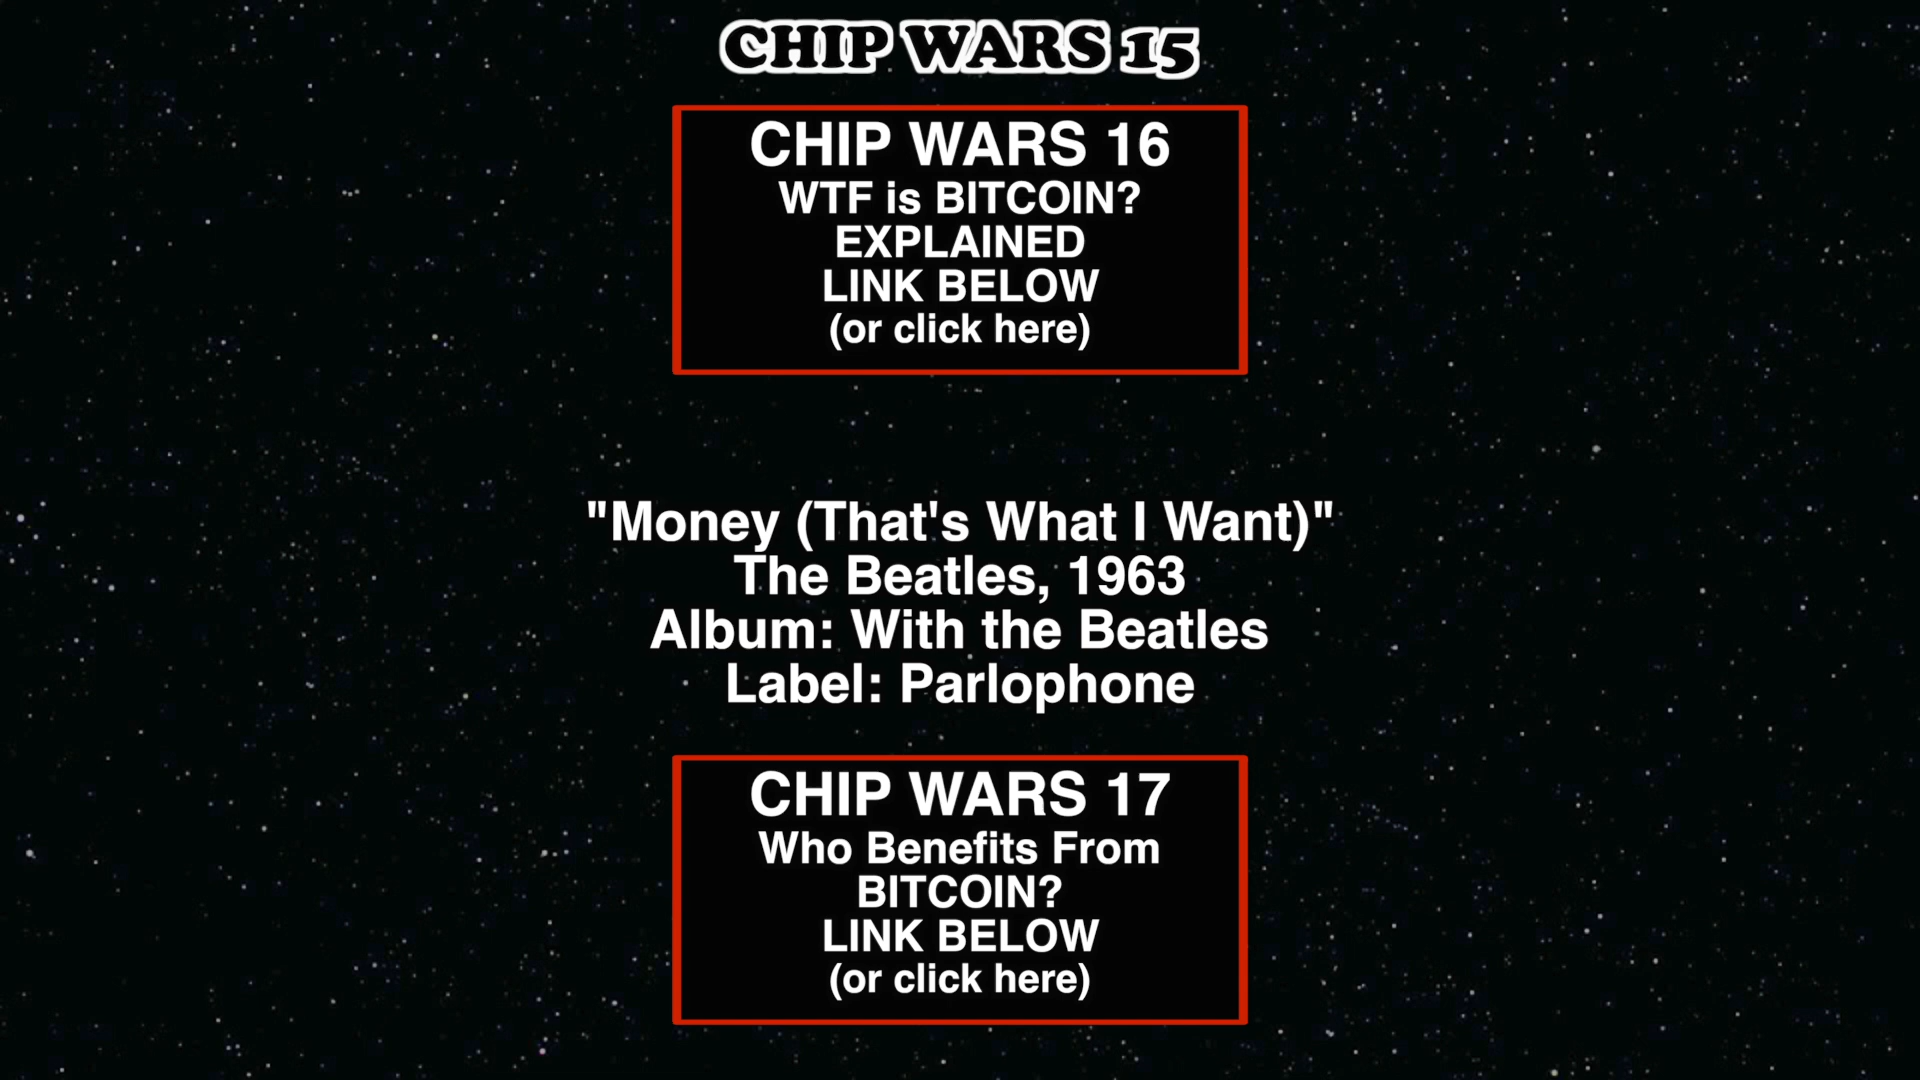 CHIP WARS 15
CHIP WARS 16
WTF is BITCOIN?
EXPLAINED
LINK BELOW
(or click here)
"Money (That's What I Want)"
The Beatles, 1963
Album: With the Beatles
Label: Parlophone
CHIP WARS 17
Who Benefits From
BITCOIN?
LINK BELOW
(or click here)